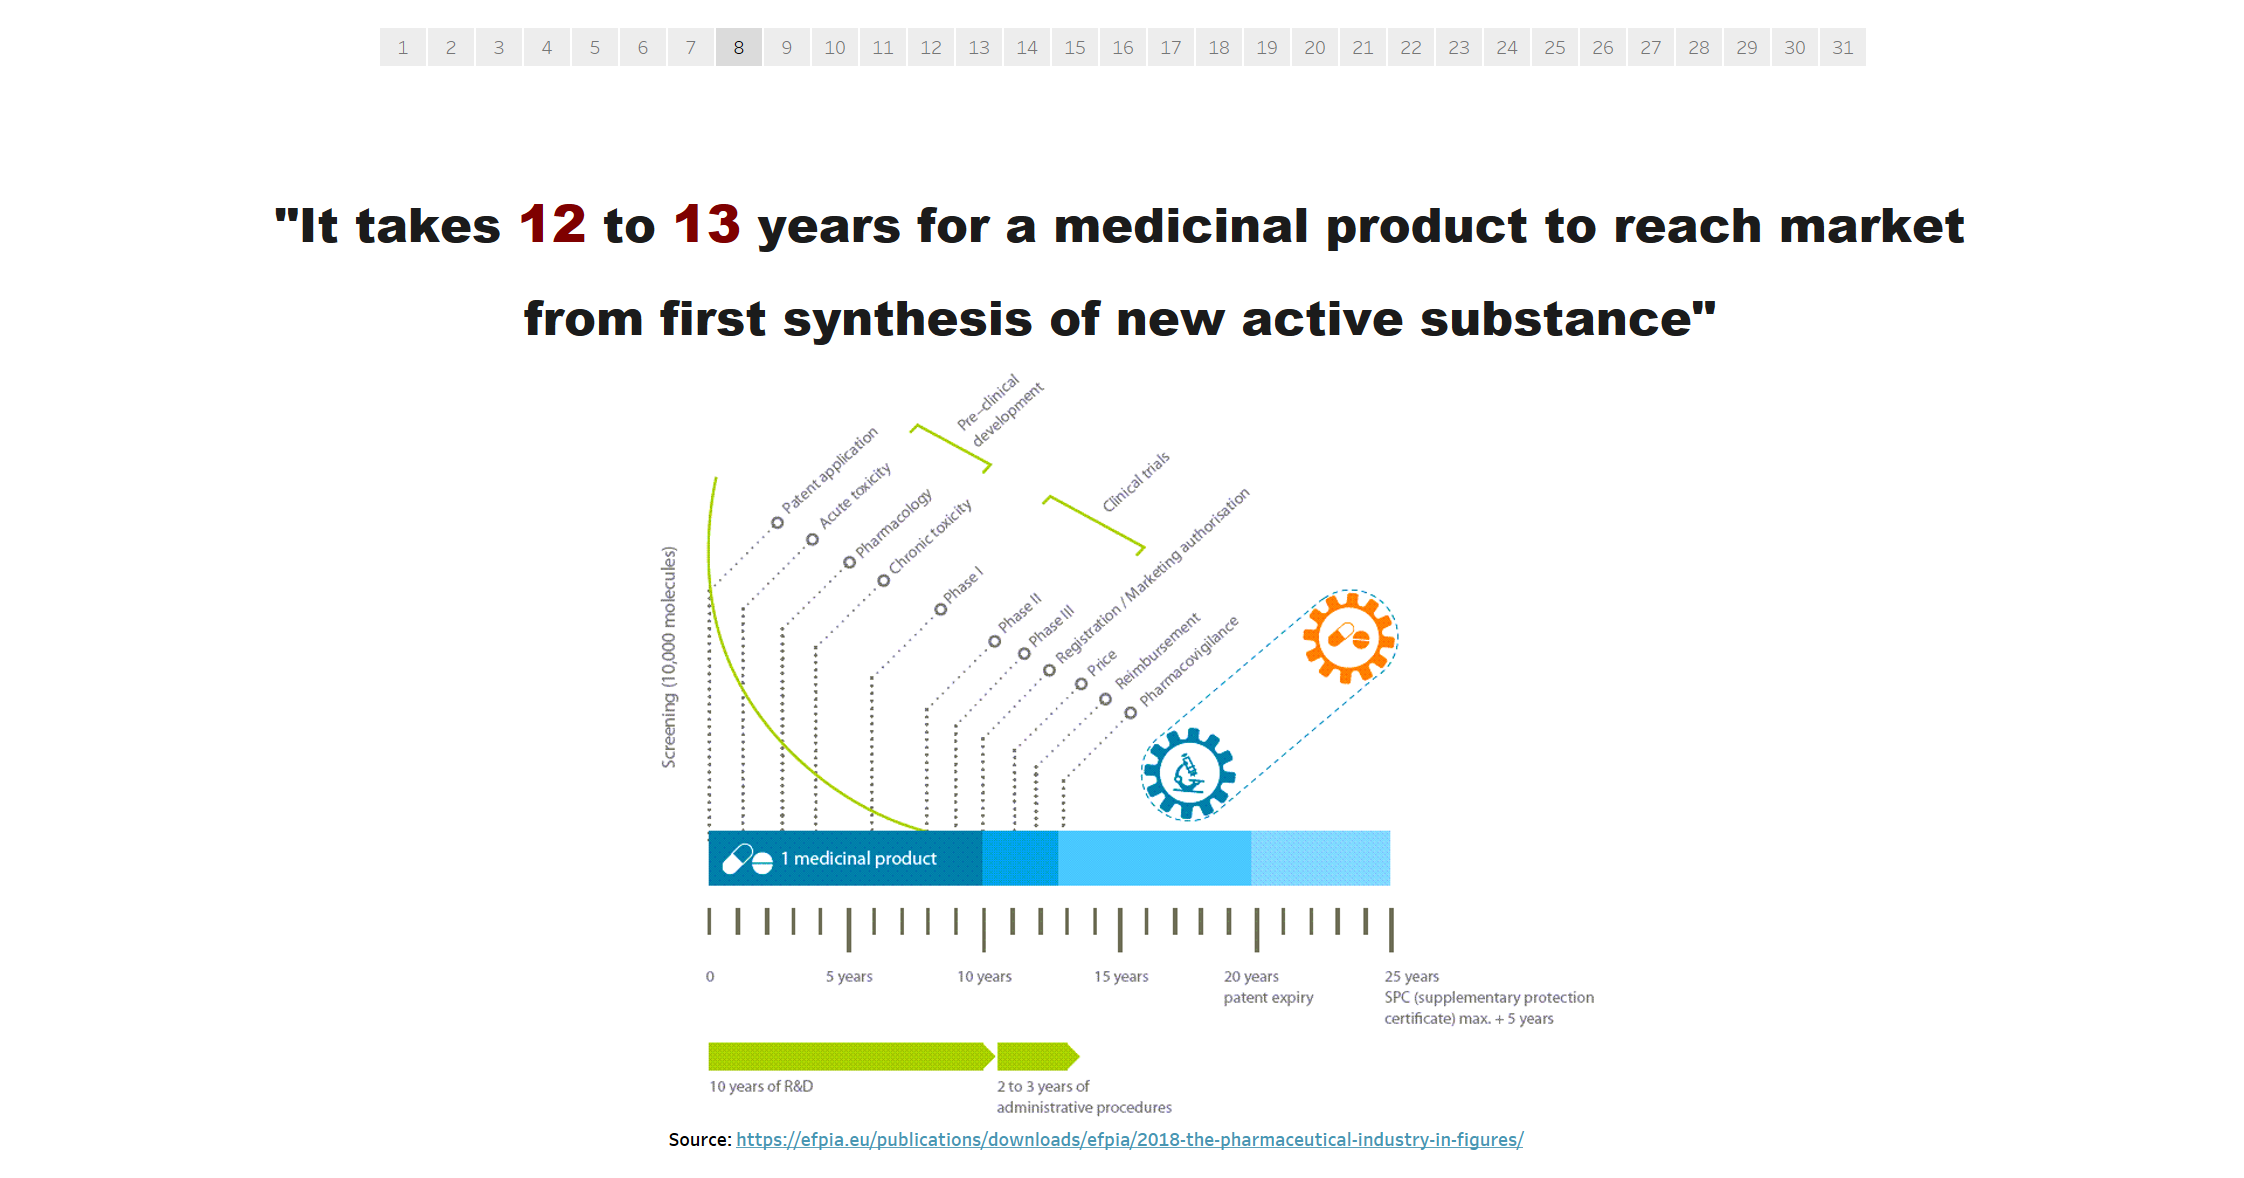 1 2 3 4 5 6 7 8 9 10 11 12 13 14 15 16 17 18 19 20 21 22 23 24 25 26 27 28 29 30 31
"It takes 12 to 13 years for a medicinal product to reach market
from first synthesis of new active substance"
Pre-clinical
development
Clinical trials
Screening (10,000 molecules)
Patent application
Acute toxicity
Pharmacology
Chronic toxicity
Phase I
Phase II
Phase III
Registration / Marketing authorisation
Price
Reimbursement
Pharmacovigilance
1 medicinal product
0 5 years 10 years 15 years 20 years 25 years
patent expiry SPC (supplementary protection
certificate) max. + 5 years
10 years of R&D 2 to 3 years of
administrative procedures
Source: https://efpia.eu/publications/downloads/efpia/2018-the-pharmaceutical-industry-in-figures/